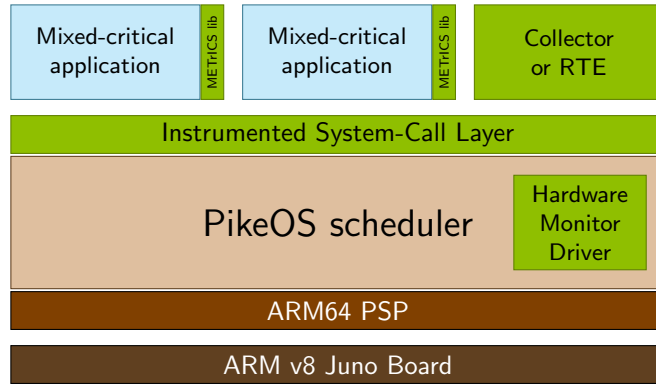 Mixed-critical
application
METrICS lib
Mixed-critical
application
METrICS lib
Collector
or RTE
Instrumented System-Call Layer
PikeOS scheduler
Hardware
Monitor
Driver
ARM64 PSP
ARM v8 Juno Board